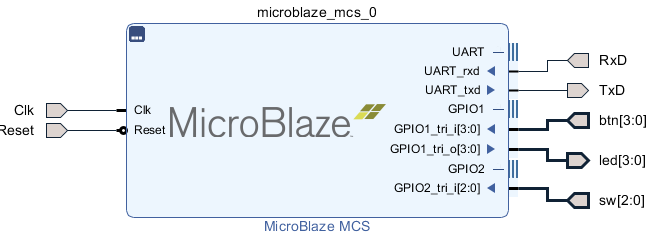 microblaze_mcs_0
UART
UART_rxd
RxD
UART_txd
TxD
GPIO1
Clk
Clk
GPIO1_tri_i[3:0]
btn[3:0]
Reset
Reset
MicroBlaze
GPIO1_tri_o[3:0]
led[3:0]
GPIO2
GPIO2_tri_i[2:0]
sw[2:0]
MicroBlaze MCS